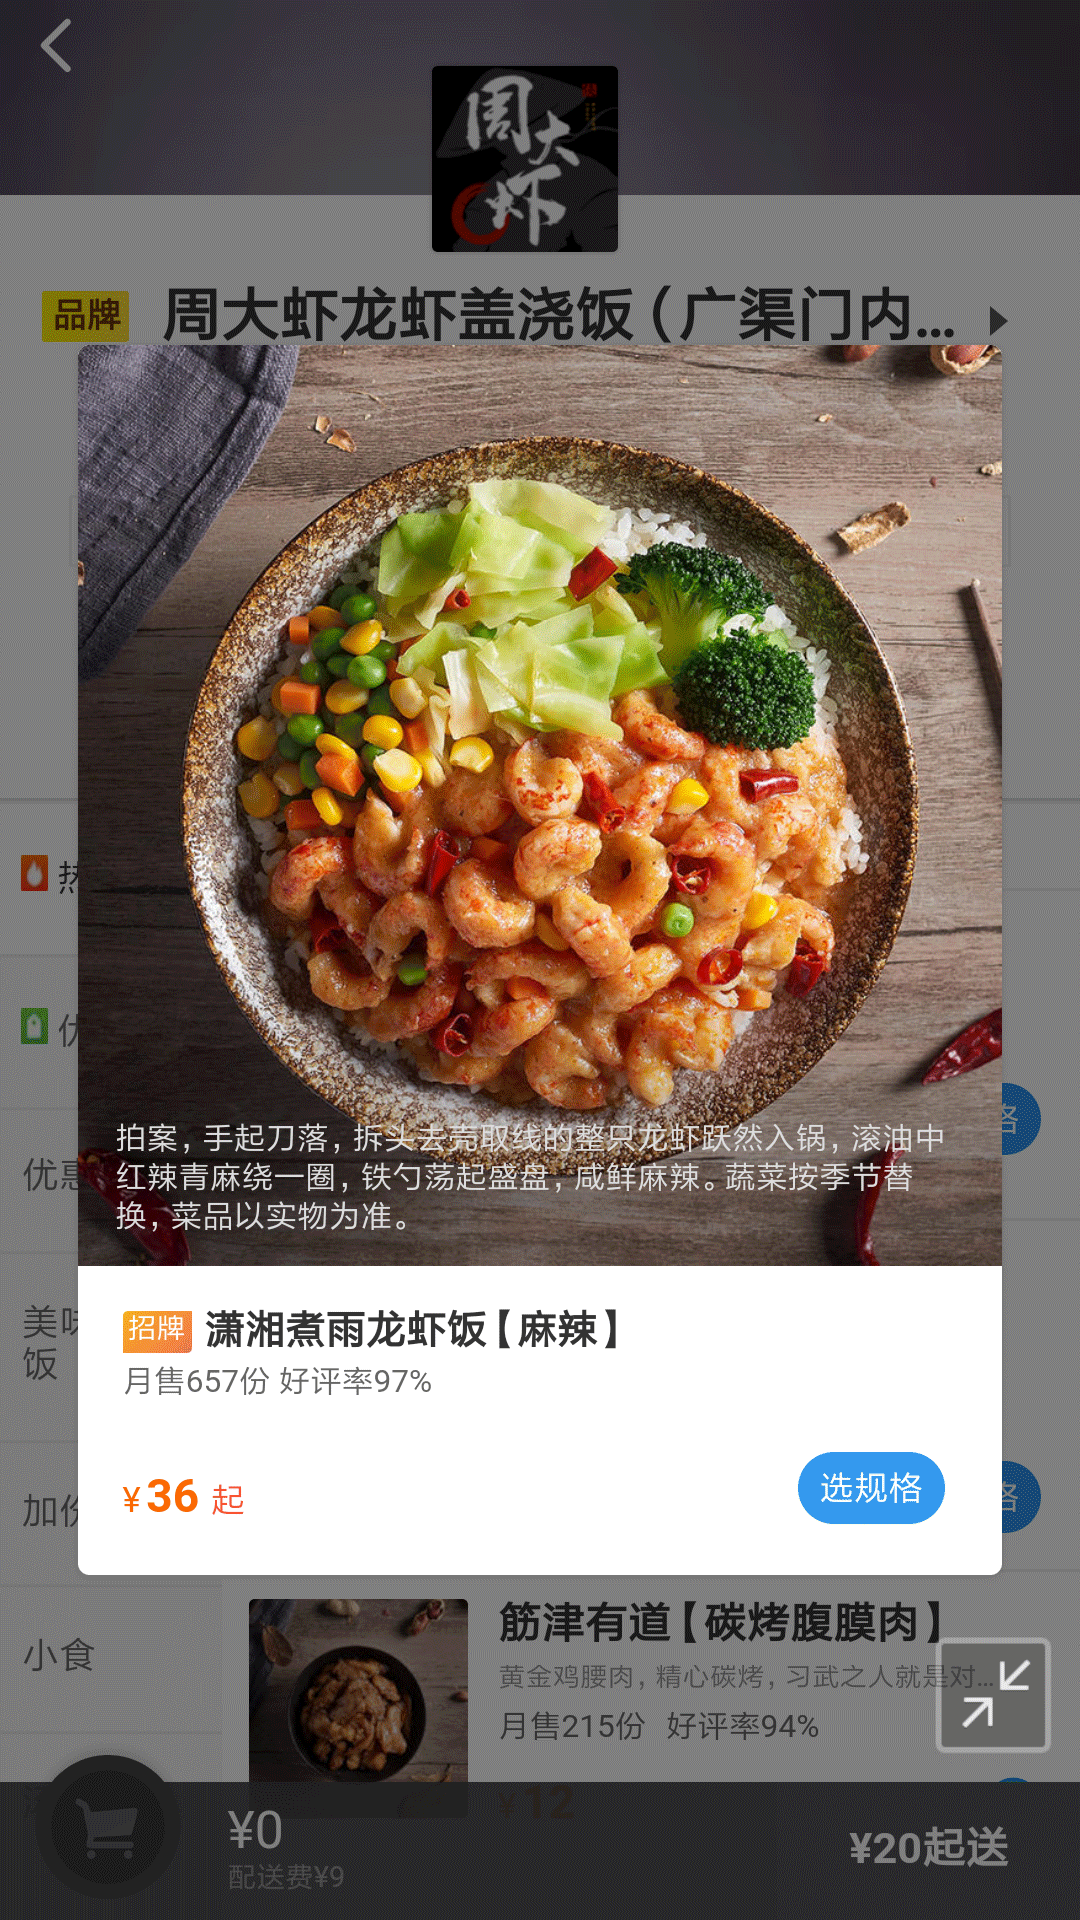 周大虾
品牌 周大虾龙虾盖浇饭（广渠门内...
拍案，手起刀落，拆头去壳取线的整只龙虾跃然入锅，滚油中
红辣青麻绕一圈，铁勺荡起盛盘，咸鲜麻辣。蔬菜按季节替
换，菜品以实物为准。
招牌 潇湘煮雨龙虾饭【麻辣】
月售657份 好评率97%
¥36 起
选规格
热
优
优惠
美味
饭
加份
小食
格
格
筋津有道【碳烤腹膜肉】
黄金鸡腰肉，精心碳烤，习武之人就是对...
月售215份 好评率94%
¥12
¥0
配送费¥9
¥20起送